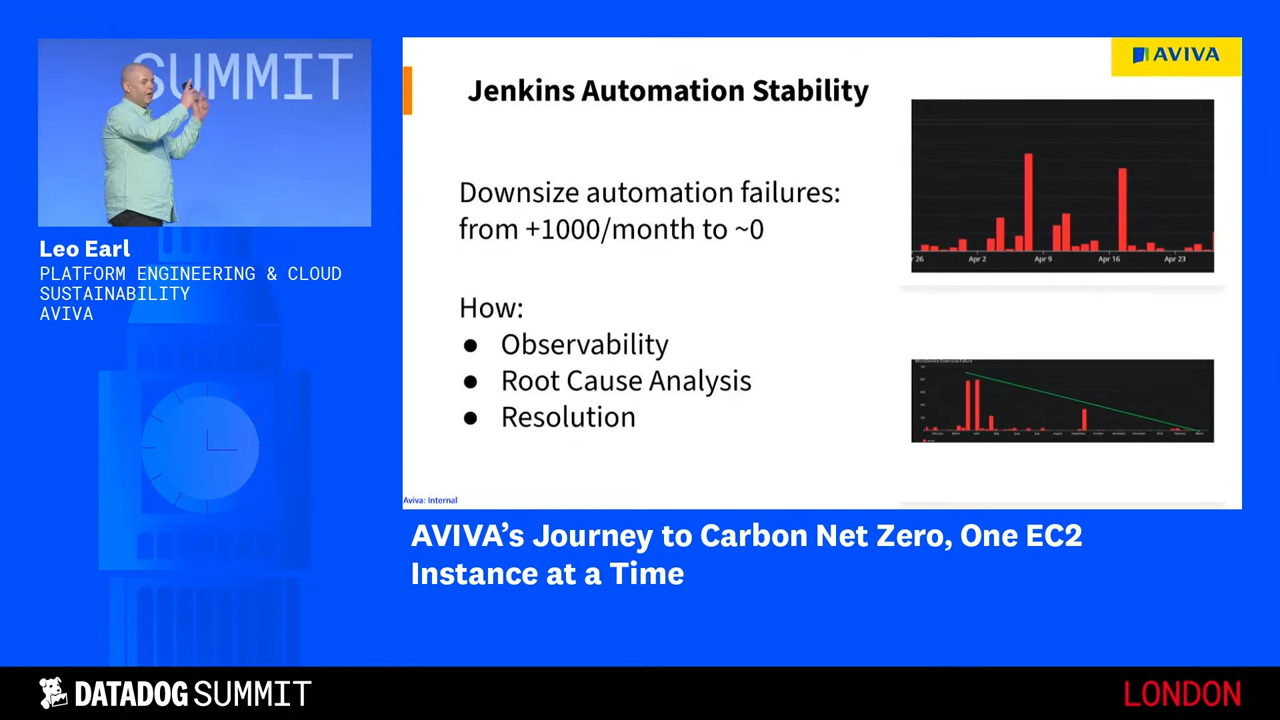 SUMMIT
Leo Earl
PLATFORM ENGINEERING & CLOUD
SUSTAINABILITY
AVIVA
AVIVA
Jenkins Automation Stability
Downsize automation failures:
from +1000/month to ~0
How:
● Observability
● Root Cause Analysis
● Resolution
26
Apr 2
Apr 9
Apr 16
Apr 23
Aviva: Internal
AVIVA’s Journey to Carbon Net Zero, One EC2
Instance at a Time
DATADOG SUMMIT
LONDON